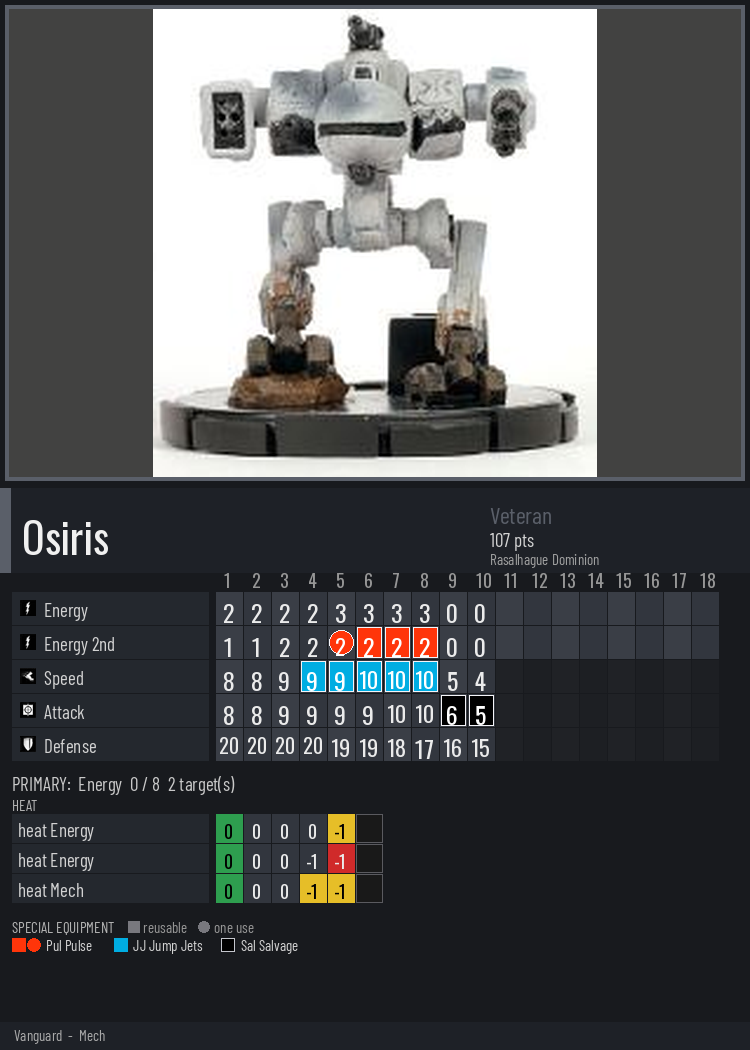 Osiris
Veteran
107 pts
Rasalhague Dominion
1 2 3 4 5 6 7 8 9 10 11 12 13 14 15 16 17 18
Energy 2 2 2 2 3 3 3 3 0 0
Energy 2nd 1 1 2 2 2 2 2 2 0 0
Speed 8 8 9 9 9 10 10 10 5 4
Attack 8 8 9 9 9 9 10 10 6 5
Defense 20 20 20 20 19 19 18 17 16 15
PRIMARY: Energy 0 / 8 2 target(s)
HEAT
heat Energy 0 0 0 0 -1
heat Energy 0 0 0 -1 -1
heat Mech 0 0 0 -1 -1
SPECIAL EQUIPMENT reusable one use
Pul Pulse JJ Jump Jets Sal Salvage
Vanguard - Mech